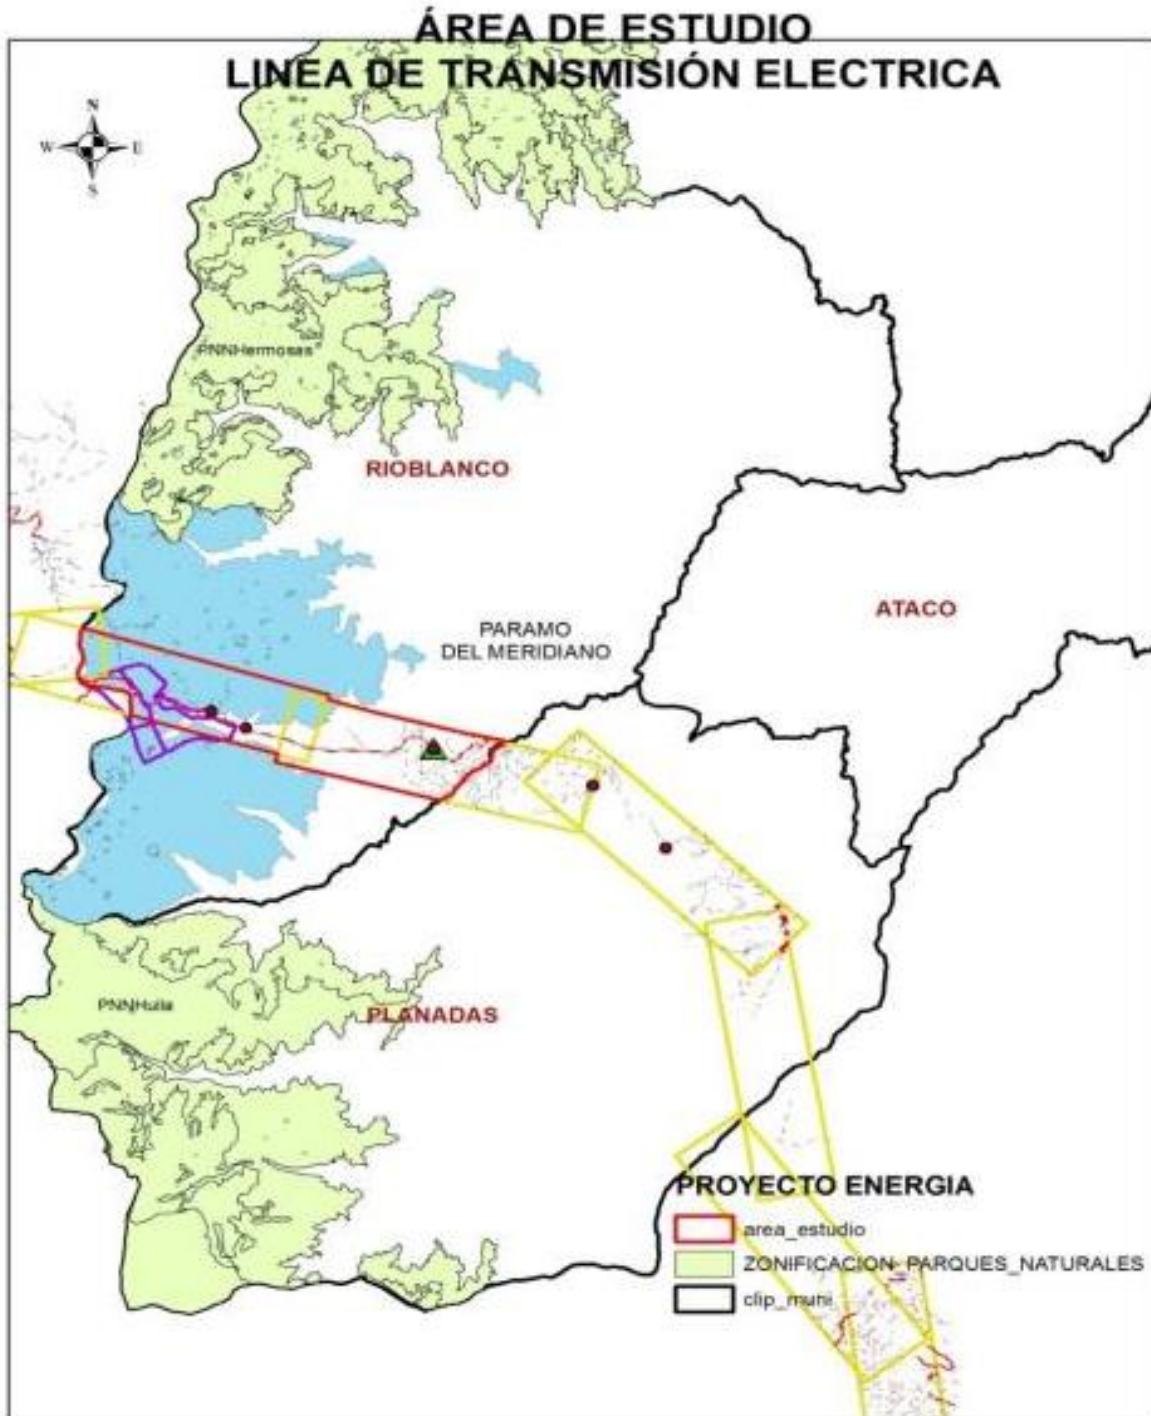 ÁREA DE ESTUDIO
LINEA DE TRANSMISIÓN ELECTRICA
N
W E
S
PNNHermosas
RIOBLANCO
ATACO
PARAMO
DEL MERIDIANO
PNNHuila
PLANADAS
PROYECTO ENERGIA
area_estudio
ZONIFICACION_PARQUES_NATURALES
clip_muni